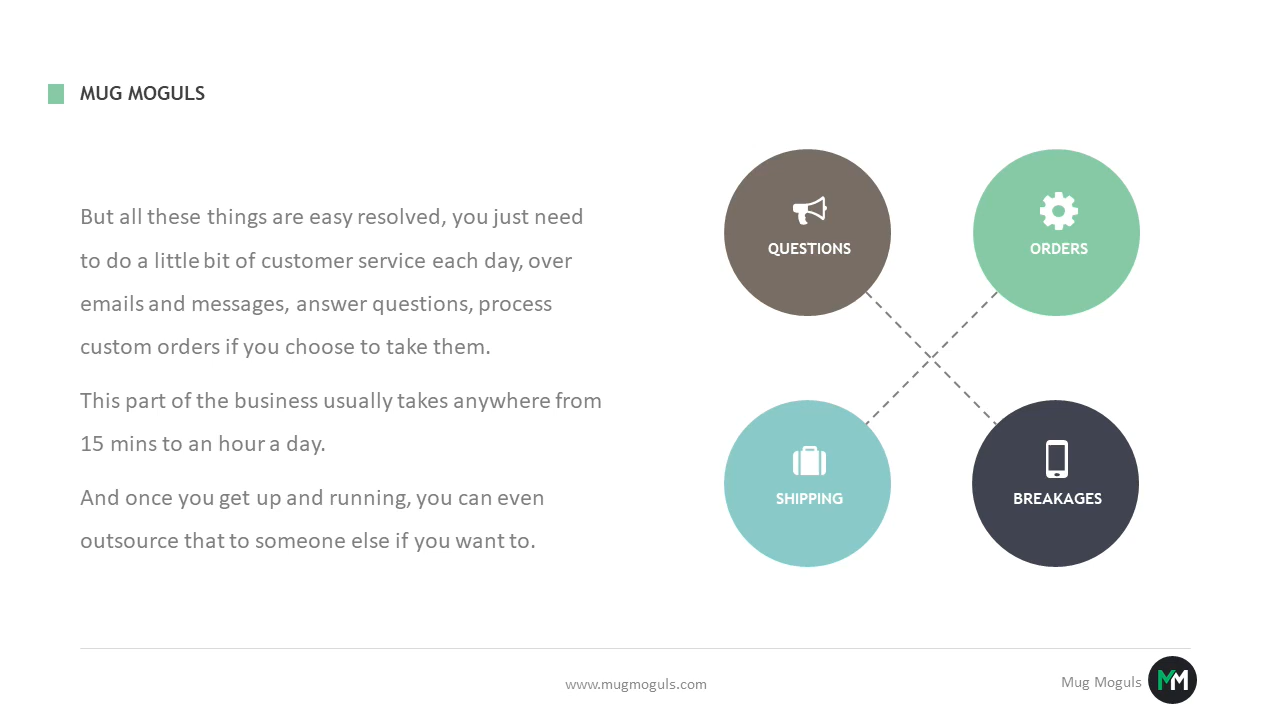 MUG MOGULS
But all these things are easy resolved, you just need
to do a little bit of customer service each day, over
emails and messages, answer questions, process
custom orders if you choose to take them.
This part of the business usually takes anywhere from
15 mins to an hour a day.
And once you get up and running, you can even
outsource that to someone else if you want to.
QUESTIONS
ORDERS
SHIPPING
BREAKAGES
www.mugmoguls.com
Mug Moguls
MM